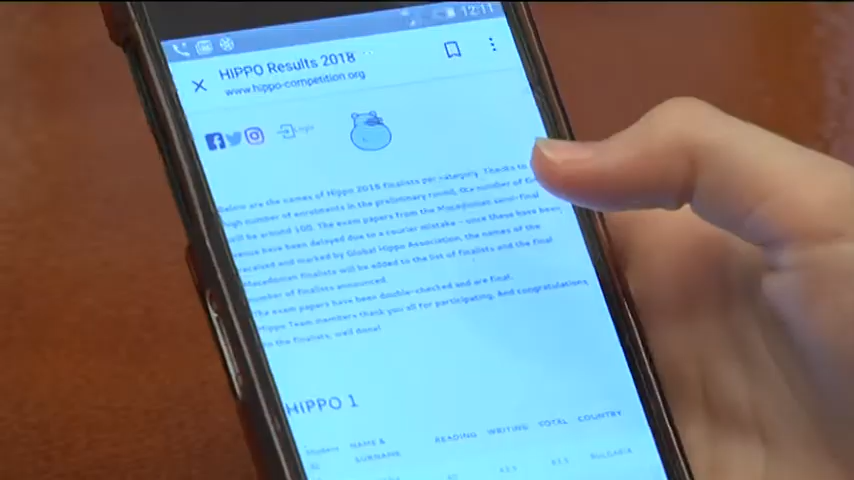 12:11
HIPPO Results 2018
www.hippo-competition.org
Login
Below are the names of Hippo 2018 finalists per category. Thanks to
high number of enrolments in the preliminary round, the number of
will be around 100. The exam papers from the Macedonian semi-final
venue have been delayed due to a courier mistake - once these have been
received and marked by Global Hippo Association, the names of the
Macedonian finalists will be added to the list of finalists and the final
number of finalists announced.
The exam papers have been double-checked and are final.
Hippo Team members thank you all for participating. And congratulations
to the finalists, well done!
HIPPO 1
Student ID NAME & SURNAME READING WRITING TOTAL COUNTRY
BULGARIA